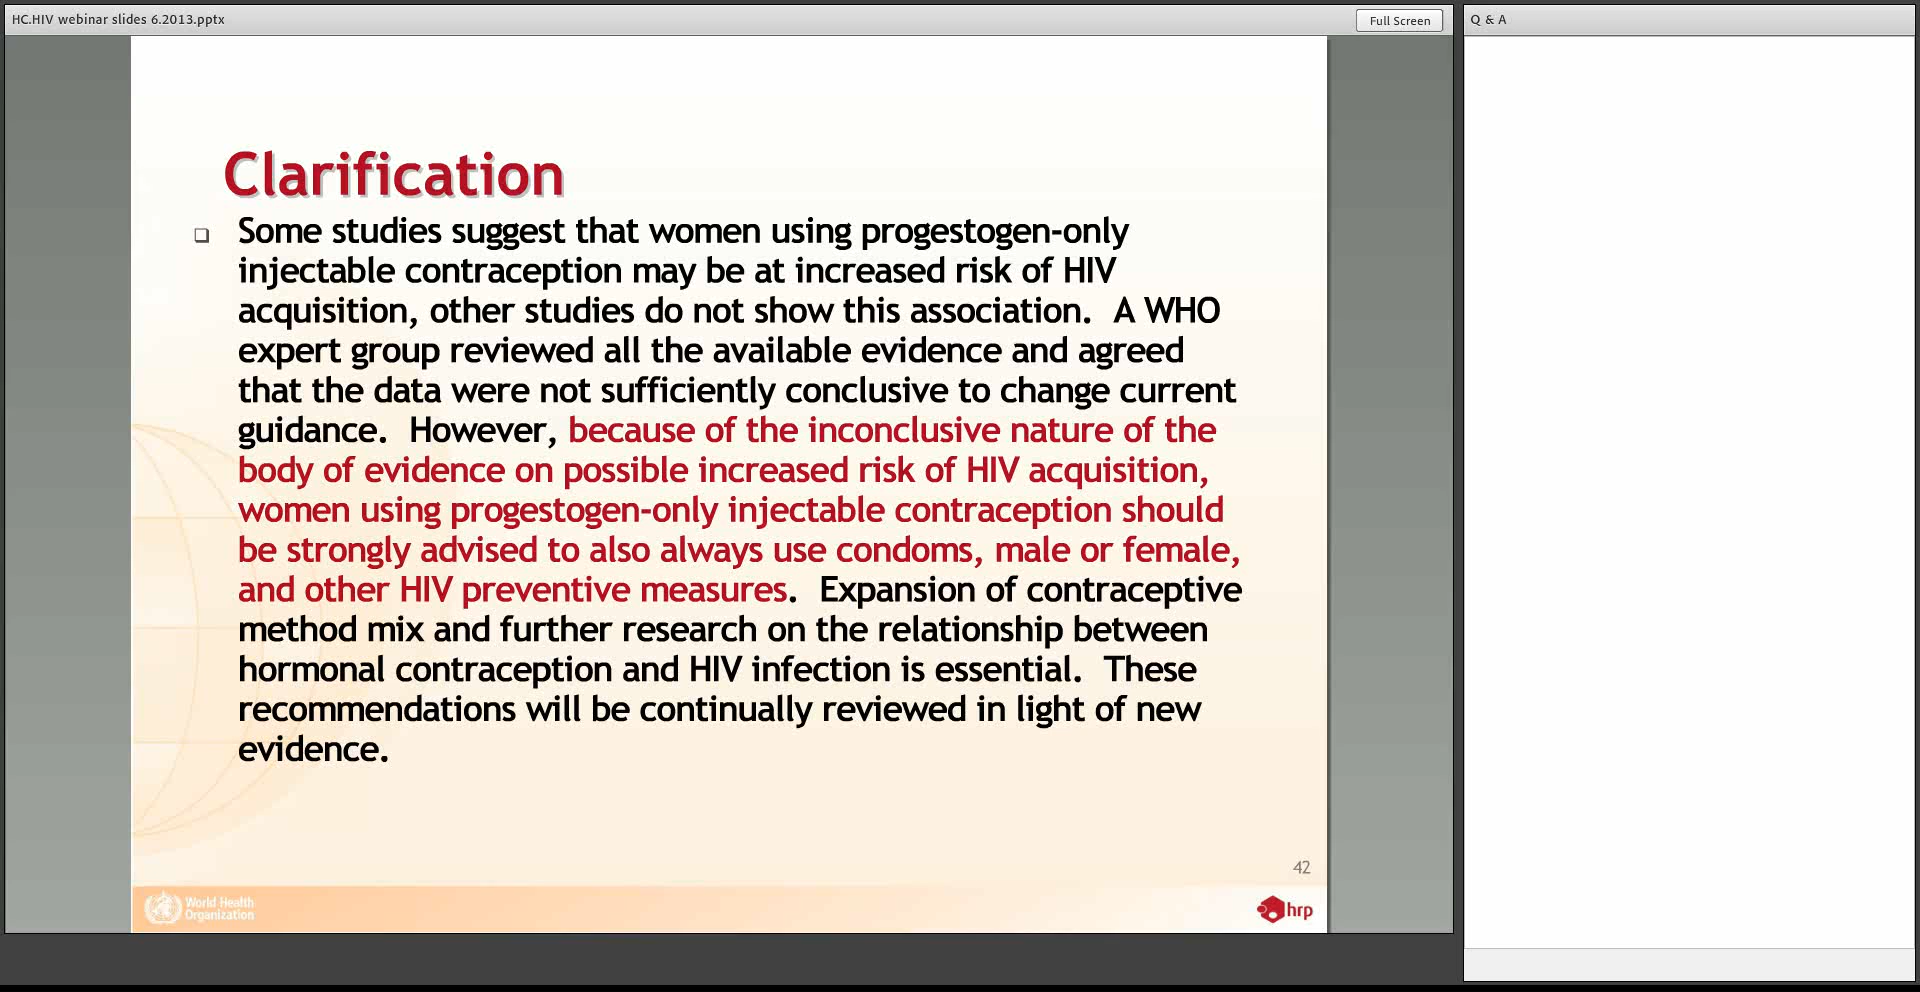 HC.HIV webinar slides 6.2013.pptx
Full Screen
Q & A
Clarification
Some studies suggest that women using progestogen-only
injectable contraception may be at increased risk of HIV
acquisition, other studies do not show this association.  A WHO
expert group reviewed all the available evidence and agreed
that the data were not sufficiently conclusive to change current
guidance.  However, because of the inconclusive nature of the
body of evidence on possible increased risk of HIV acquisition,
women using progestogen-only injectable contraception should
be strongly advised to also always use condoms, male or female,
and other HIV preventive measures.  Expansion of contraceptive
method mix and further research on the relationship between
hormonal contraception and HIV infection is essential.  These
recommendations will be continually reviewed in light of new
evidence.
42
World Health
Organization
hrp